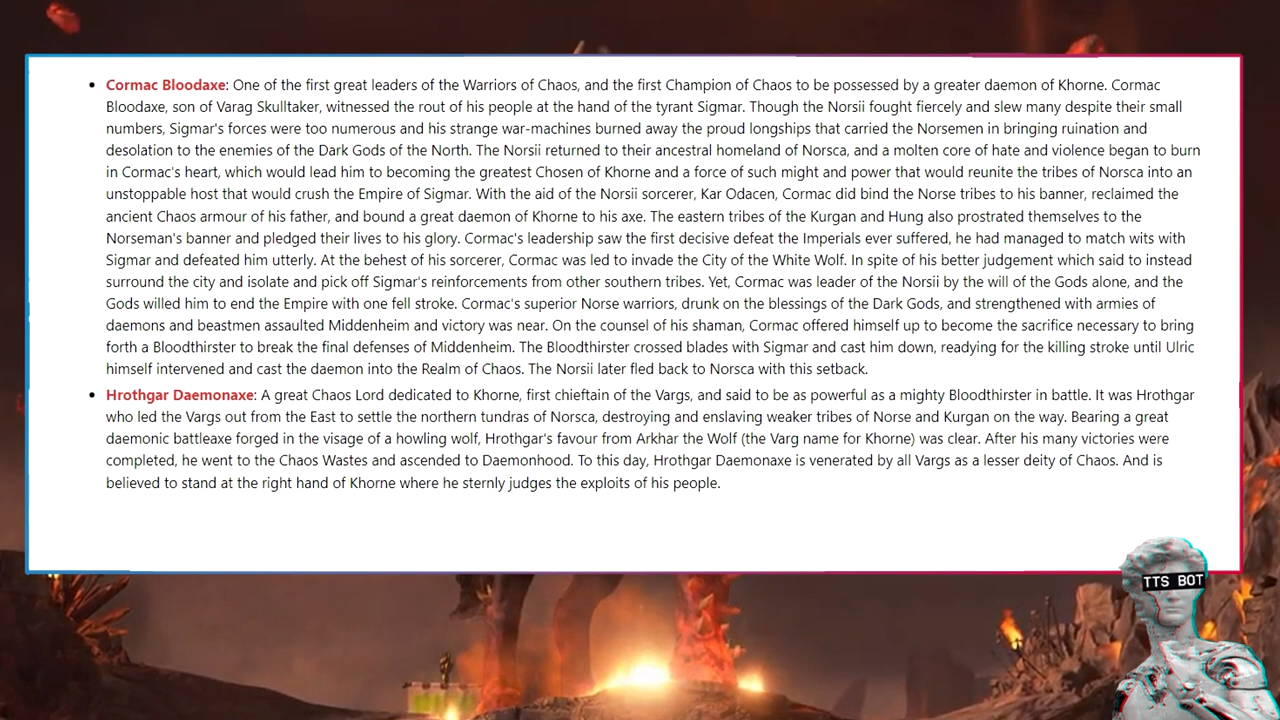 Cormac Bloodaxe: One of the first great leaders of the Warriors of Chaos, and the first Champion of Chaos to be possessed by a greater daemon of Khorne. Cormac
Bloodaxe, son of Varag Skulltaker, witnessed the rout of his people at the hand of the tyrant Sigmar. Though the Norsii fought fiercely and slew many despite their small
numbers, Sigmar's forces were too numerous and his strange war-machines burned away the proud longships that carried the Norsemen in bringing ruination and
desolation to the enemies of the Dark Gods of the North. The Norsii returned to their ancestral homeland of Norsca, and a molten core of hate and violence began to burn
in Cormac's heart, which would lead him to becoming the greatest Chosen of Khorne and a force of such might and power that would reunite the tribes of Norsca into an
unstoppable host that would crush the Empire of Sigmar. With the aid of the Norsii sorcerer, Kar Odacen, Cormac did bind the Norse tribes to his banner, reclaimed the
ancient Chaos armour of his father, and bound a great daemon of Khorne to his axe. The eastern tribes of the Kurgan and Hung also prostrated themselves to the
Norseman's banner and pledged their lives to his glory. Cormac's leadership saw the first decisive defeat the Imperials ever suffered, he had managed to match wits with
Sigmar and defeated him utterly. At the behest of his sorcerer, Cormac was led to invade the City of the White Wolf. In spite of his better judgement which said to instead
surround the city and isolate and pick off Sigmar's reinforcements from other southern tribes. Yet, Cormac was leader of the Norsii by the will of the Gods alone, and the
Gods willed him to end the Empire with one fell stroke. Cormac's superior Norse warriors, drunk on the blessings of the Dark Gods, and strengthened with armies of
daemons and beastmen assaulted Middenheim and victory was near. On the counsel of his shaman, Cormac offered himself up to become the sacrifice necessary to bring
forth a Bloodthirster to break the final defenses of Middenheim. The Bloodthirster crossed blades with Sigmar and cast him down, readying for the killing stroke until Ulric
himself intervened and cast the daemon into the Realm of Chaos. The Norsii later fled back to Norsca with this setback.
Hrothgar Daemonaxe: A great Chaos Lord dedicated to Khorne, first chieftain of the Vargs, and said to be as powerful as a mighty Bloodthirster in battle. It was Hrothgar
who led the Vargs out from the East to settle the northern tundras of Norsca, destroying and enslaving weaker tribes of Norse and Kurgan on the way. Bearing a great
daemonic battleaxe forged in the visage of a howling wolf, Hrothgar's favour from Arkhar the Wolf (the Varg name for Khorne) was clear. After his many victories were
completed, he went to the Chaos Wastes and ascended to Daemonhood. To this day, Hrothgar Daemonaxe is venerated by all Vargs as a lesser deity of Chaos. And is
believed to stand at the right hand of Khorne where he sternly judges the exploits of his people.
TTS BOT